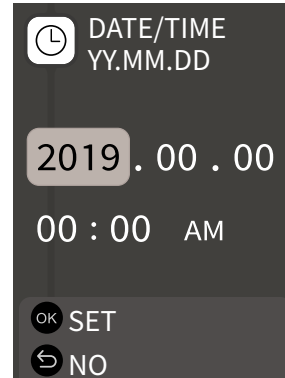 DATE/TIME
YY.MM.DD
2019 . 00 . 00
00 : 00 AM
OK SET
NO